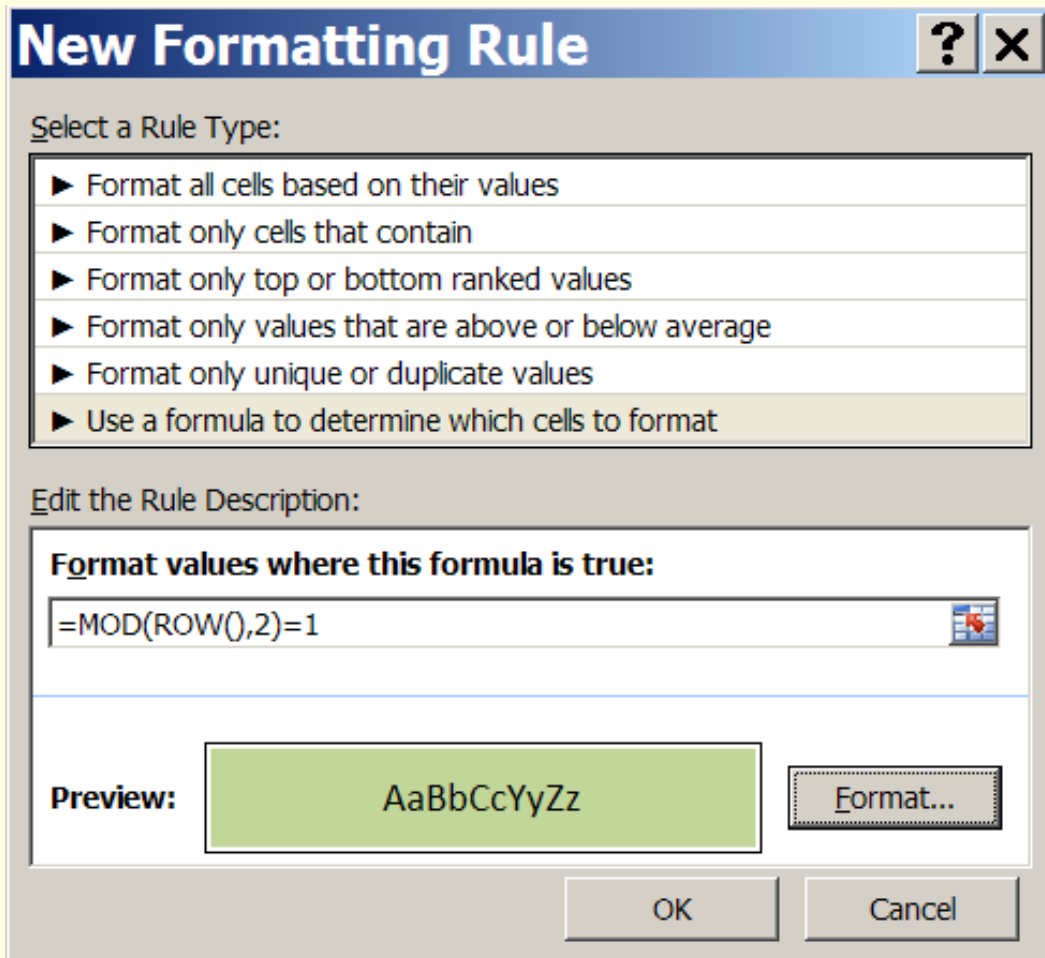 New Formatting Rule ? X
Select a Rule Type:
► Format all cells based on their values
► Format only cells that contain
► Format only top or bottom ranked values
► Format only values that are above or below average
► Format only unique or duplicate values
► Use a formula to determine which cells to format
Edit the Rule Description:
Format values where this formula is true:
=MOD(ROW(),2)=1
Preview: AaBbCcYyZz Format...
OK Cancel